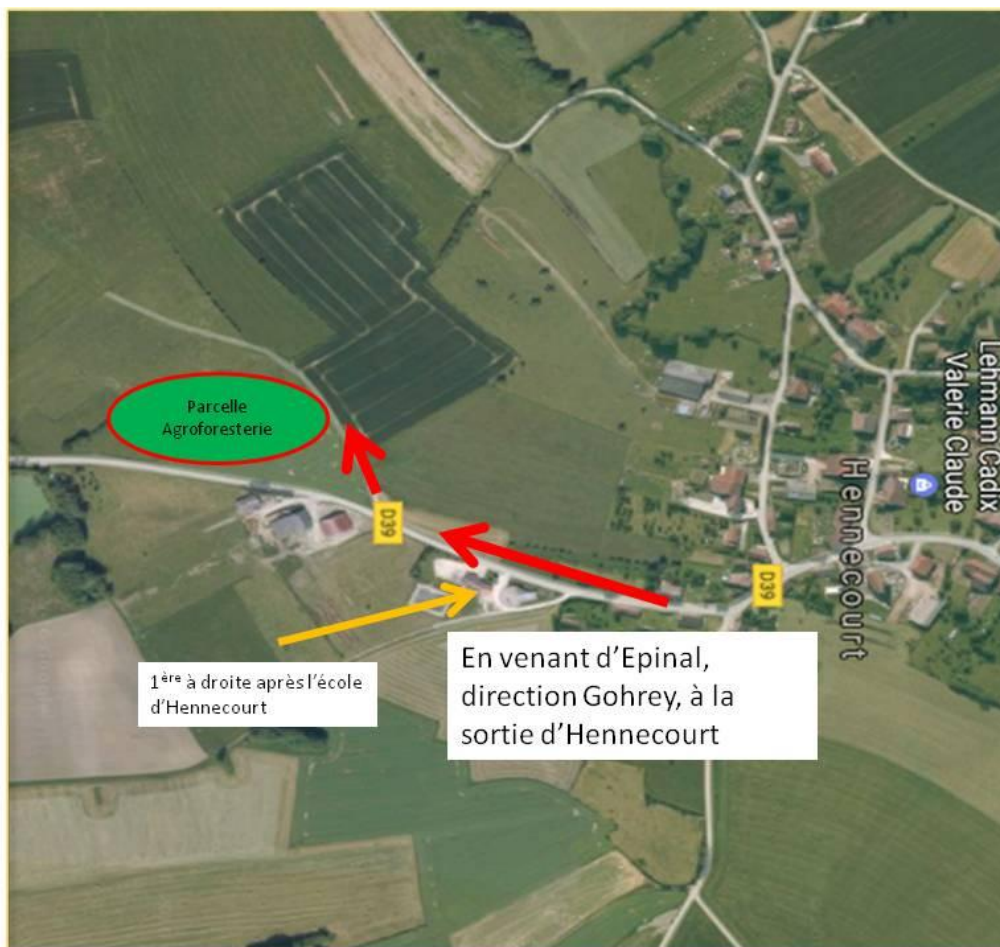 Parcelle
Agroforesterie
D39
D39
Hennecourt
Lehmann Cadix
Valerie Claude
1ère à droite après l'école
d'Hennecourt
En venant d'Epinal,
direction Gohrey, à la
sortie d'Hennecourt